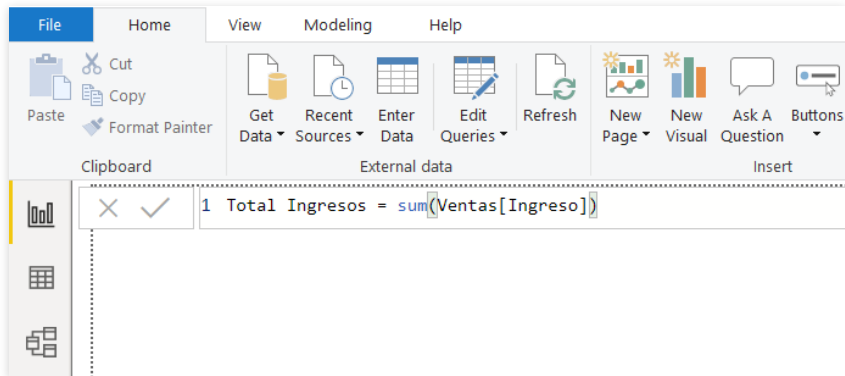 File Home View Modeling Help
Cut
Copy
Paste
Format Painter
Get Data
Recent Sources
Enter Data
Edit Queries
Refresh
New Page
New Visual
Ask A Question
Buttons
Clipboard External data Insert
1 Total Ingresos = sum(Ventas[Ingreso])